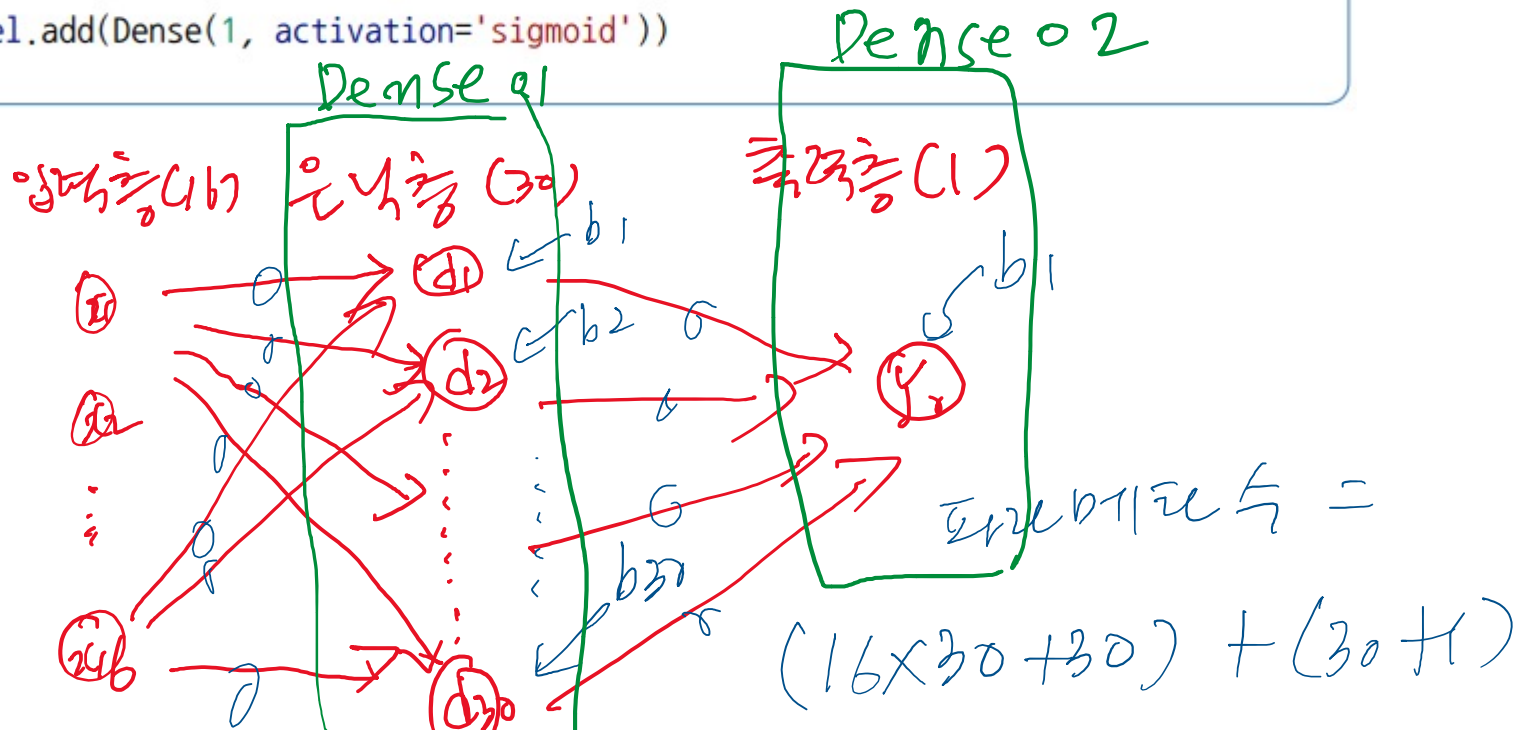 el.add(Dense(1, activation='sigmoid'))
Dense 01
Dense 02
입력층(16) 은닉층(30) 출력층(1)
x1
d1
b1
b1
x2
d2
b2
y1
x16
d30
b30
파라메터 수 =
(16×30+30)+(30+1)